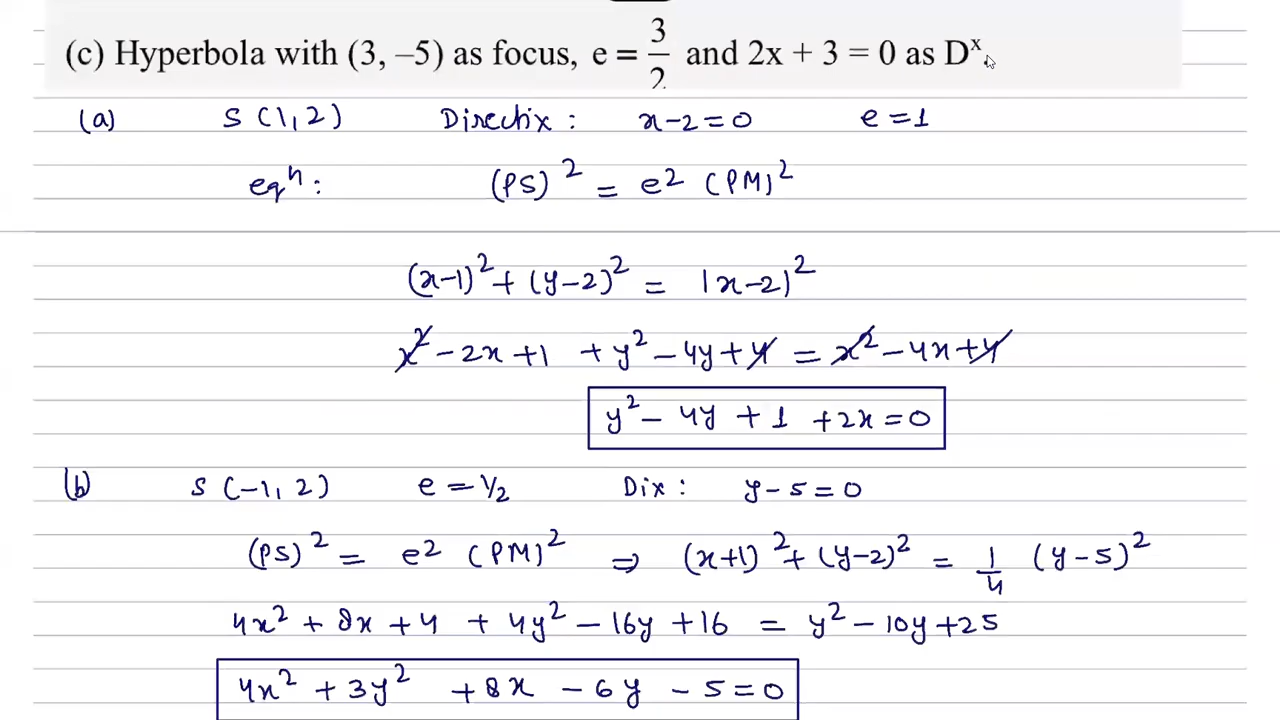 (c) Hyperbola with (3, –5) as focus, e = 3/2 and 2x + 3 = 0 as Dˣ.
(a) S (1, 2) Directix : x-2=0 e=1
eqⁿ : (PS)² = e² (PM)²
(x-1)² + (y-2)² = (x-2)²
x² - 2x + 1 + y² - 4y + 4 = x² - 4x + 4
y² - 4y + 1 + 2x = 0
(b) S (-1, 2) e = 1/2 Dix : y-5=0
(PS)² = e² (PM)² ⇒ (x+1)² + (y-2)² = 1/4 (y-5)²
4x² + 8x + 4 + 4y² - 16y + 16 = y² - 10y + 25
4x² + 3y² + 8x - 6y - 5 = 0